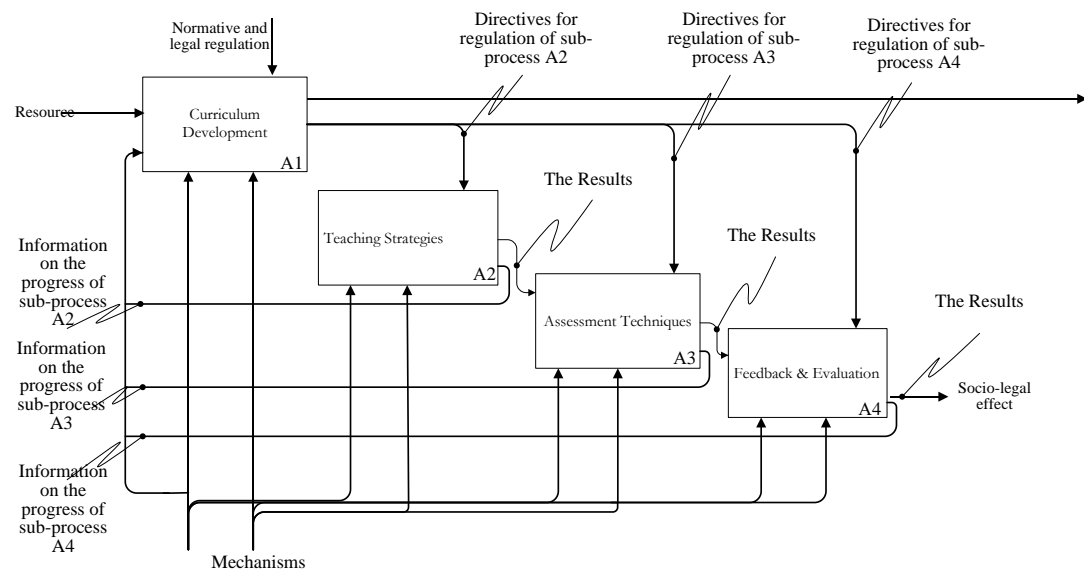 Normative and
legal regulation
Directives for
regulation of sub-
process A2
Directives for
regulation of sub-
process A3
Directives for
regulation of sub-
process A4
Resource
Curriculum
Development
A1
The Results
Teaching Strategies
A2
Information
on the
progress of
sub-process
A2
The Results
Assessment Techniques
A3
The Results
Information
on the
progress of
sub-process
A3
Feedback & Evaluation
A4
Socio-legal
effect
Information
on the
progress of
sub-process
A4
Mechanisms